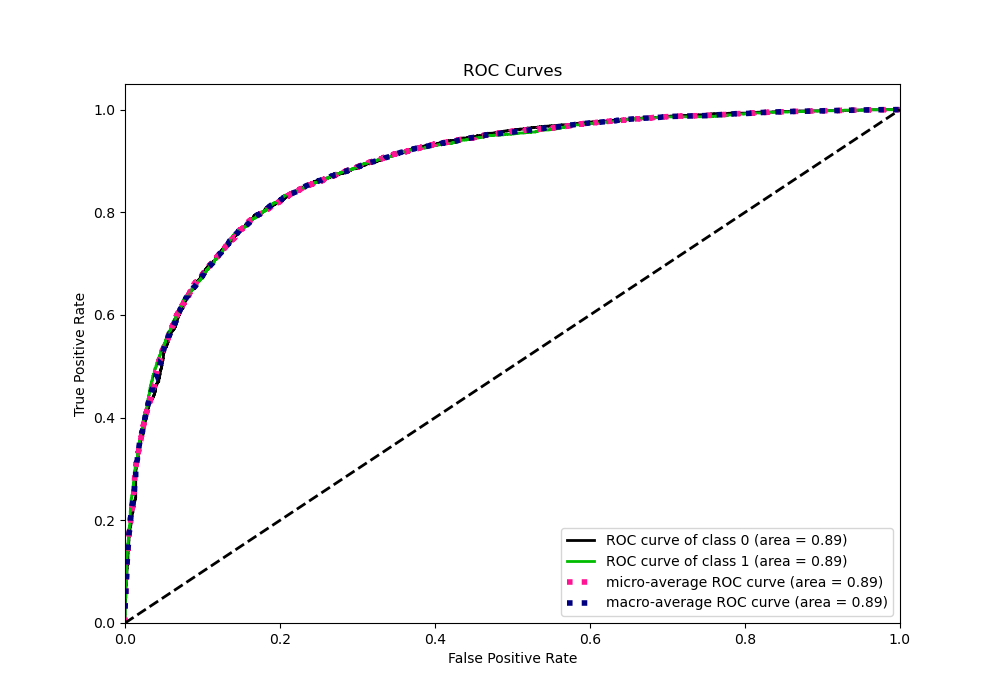 ROC Curves
1.0
0.8
0.6
0.4
0.2
0.0
True Positive Rate
ROC curve of class 0 (area = 0.89)
ROC curve of class 1 (area = 0.89)
micro-average ROC curve (area = 0.89)
macro-average ROC curve (area = 0.89)
0.0 0.2 0.4 0.6 0.8 1.0
False Positive Rate